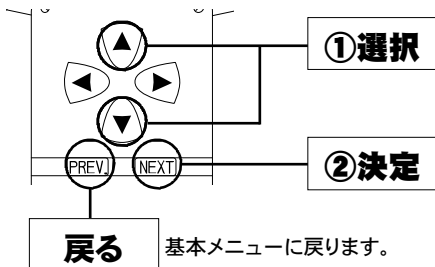 ①選択
PREV.
NEXT
②決定
戻る
基本メニューに戻ります。